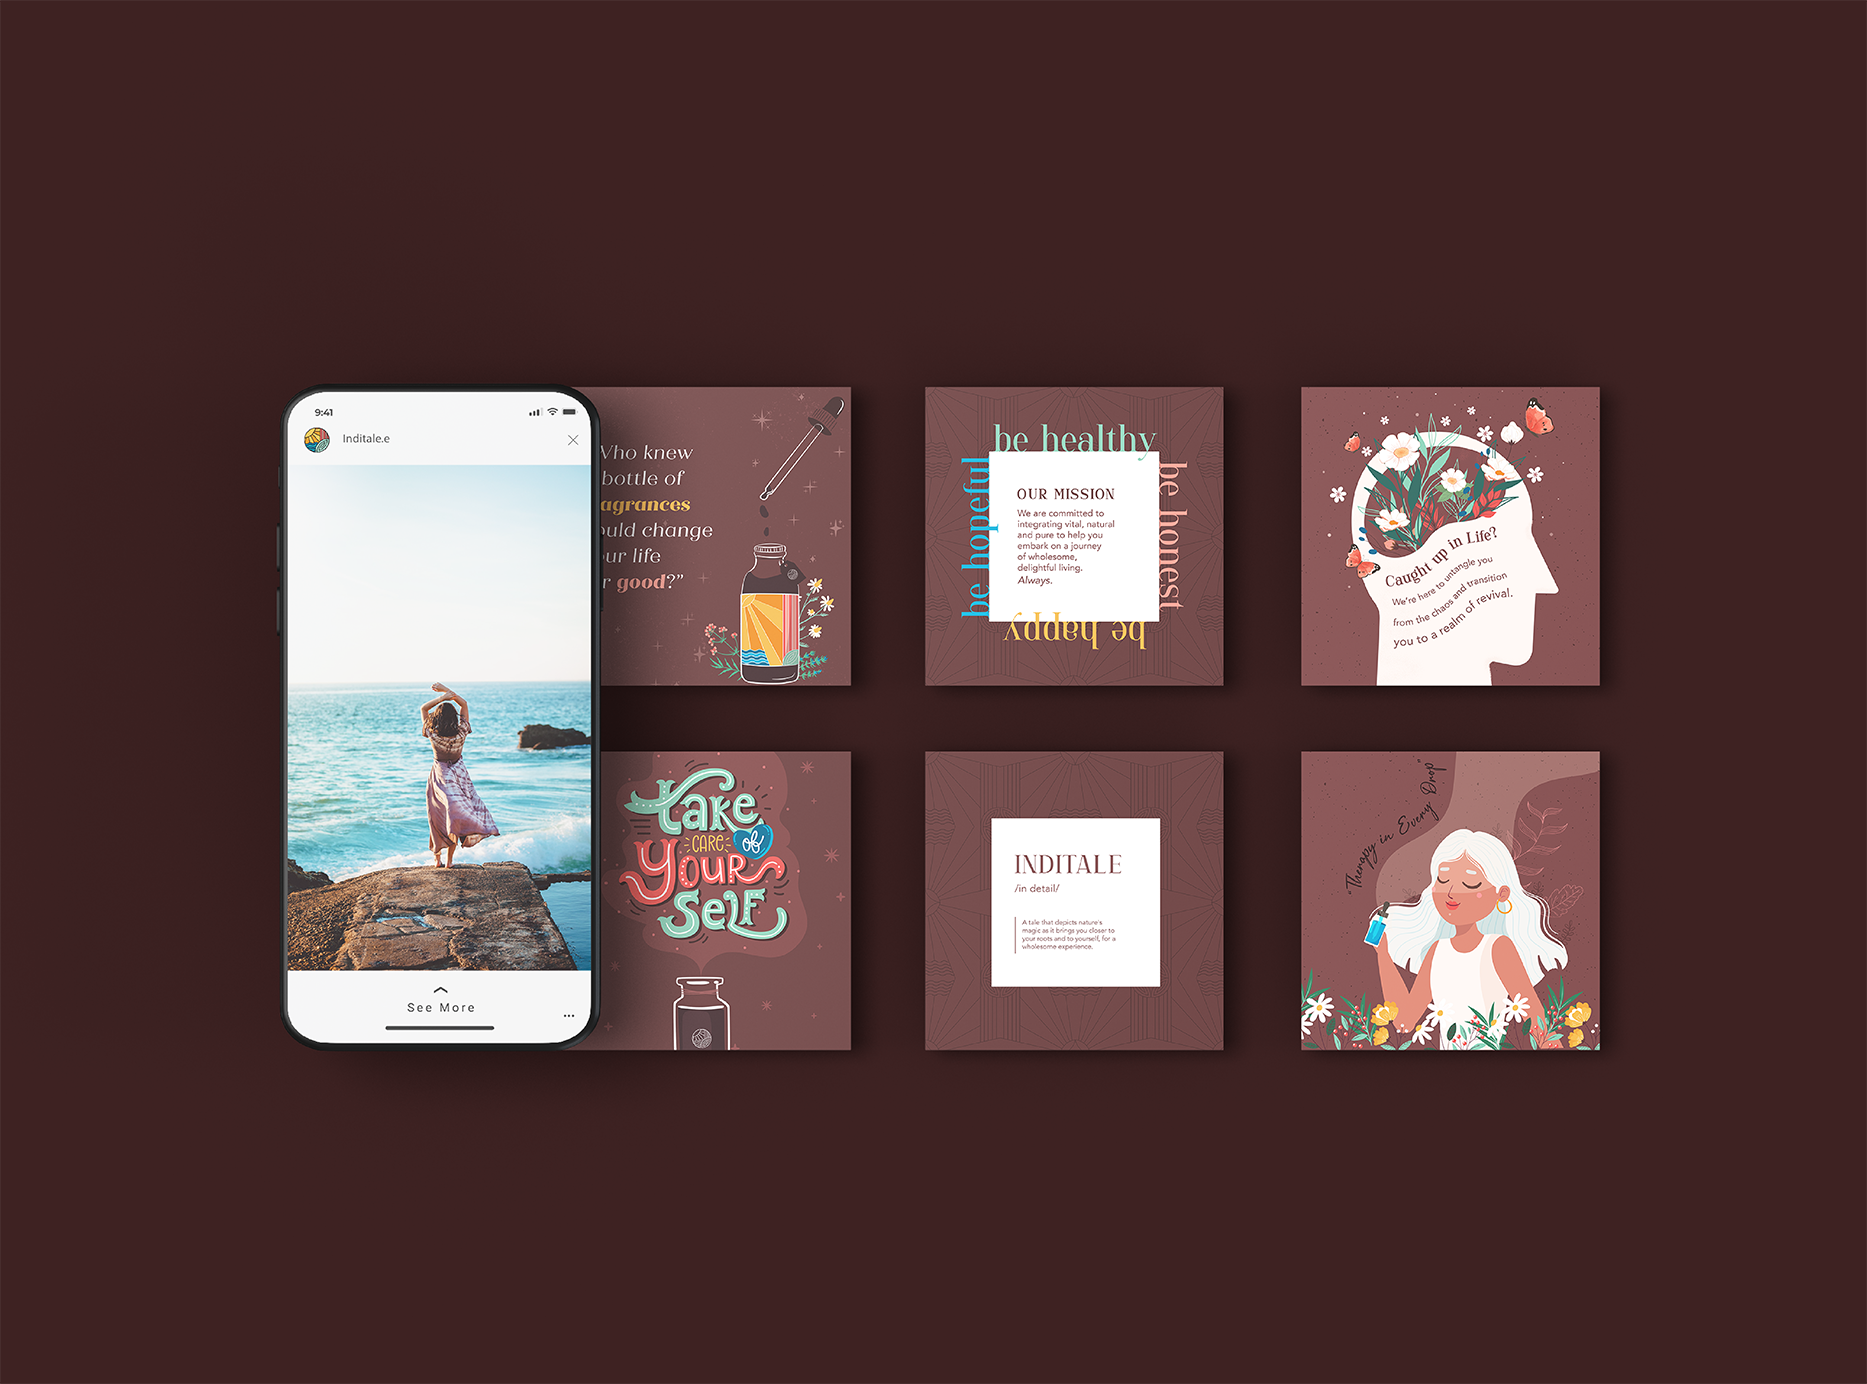 9:41
Inditale.e
See More
Who knew
bottle of
agrances
ould change
ur life
r good?”
be healthy
be hopeful
be honest
be happy
OUR MISSION
We are committed to
integrating vital, natural
and pure to help you
embark on a journey
of wholesome,
delightful living.
Always.
Caught up in Life?
We're here to untangle you
from the chaos and transition
you to a realm of revival.
take
CARE of
YOUR
SELF
INDITALE
/in detail/
A tale that depicts nature's
magic as it brings you closer to
your roots and to yourself, for a
wholesome experience.
“Therapy in Every Drop”